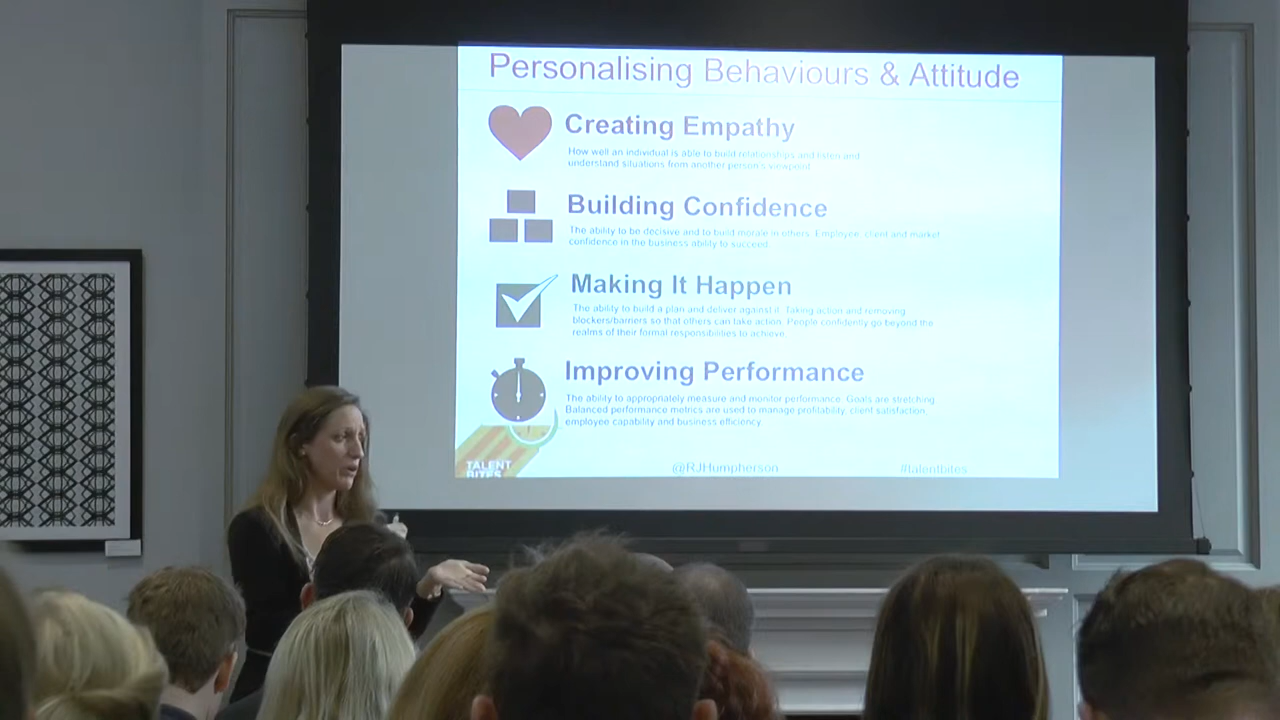 Personalising Behaviours & Attitude
Creating Empathy
How well an individual is able to build relationships and listen and
understand situations from another person's viewpoint.
Building Confidence
The ability to be decisive and to build morale in others. Employee, client and market
confidence in the business ability to succeed.
Making It Happen
The ability to build a plan and deliver against it. Taking action and removing
blockers/barriers so that others can take action. People confidently go beyond the
realms of their formal responsibilities to achieve.
Improving Performance
The ability to appropriately measure and monitor performance. Goals are stretching.
Balanced performance metrics are used to manage profitability, client satisfaction,
employee capability and business efficiency.
TALENT
BITES
@RJHumpherson
#talentbites